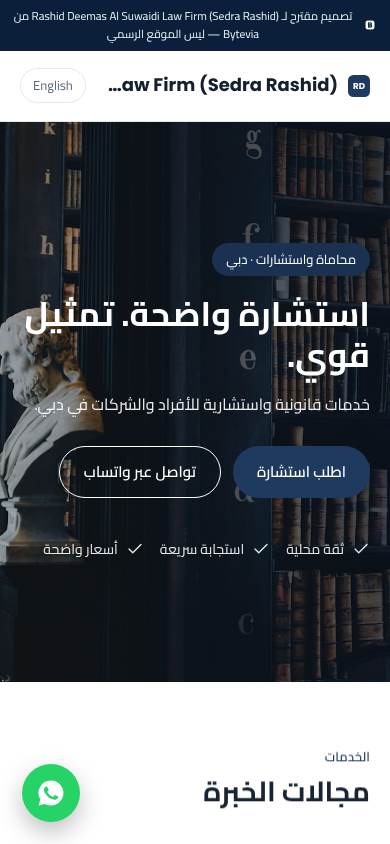 تصميم مقترح لـ Rashid Deemas Al Suwaidi Law Firm (Sedra Rashid) من
Bytevia — ليس الموقع الرسمي
B
RD
...aw Firm (Sedra Rashid)
English
k
g
i
f
h
g
e
d
c
محاماة واستشارات · دبي
استشارة واضحة. تمثيل
قوي.
خدمات قانونية واستشارية للأفراد والشركات في دبي.
اطلب استشارة
تواصل عبر واتساب
ثقة محلية
استجابة سريعة
أسعار واضحة
الخدمات
مجالات الخبرة